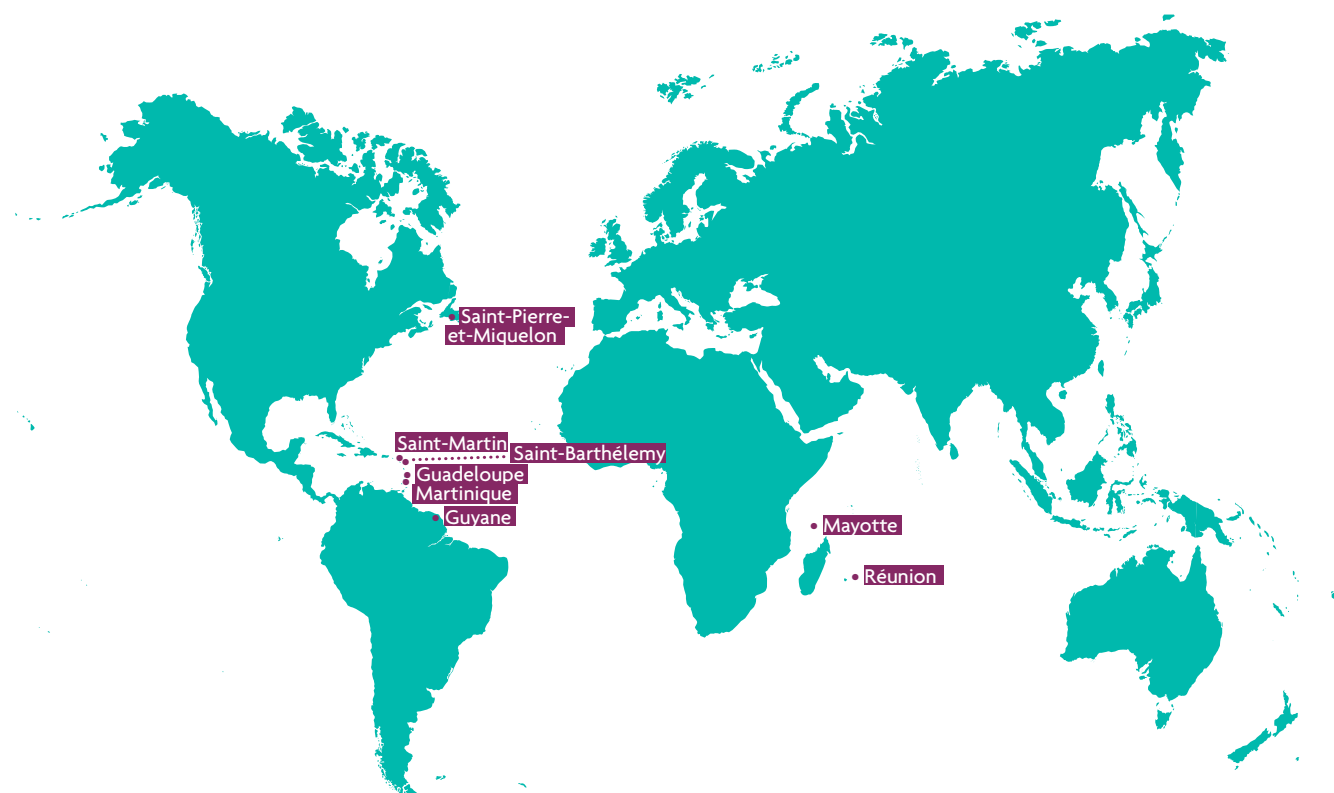 Saint-Pierre-
et-Miquelon
Saint-Martin
Saint-Barthélemy
Guadeloupe
Martinique
Guyane
Mayotte
Réunion